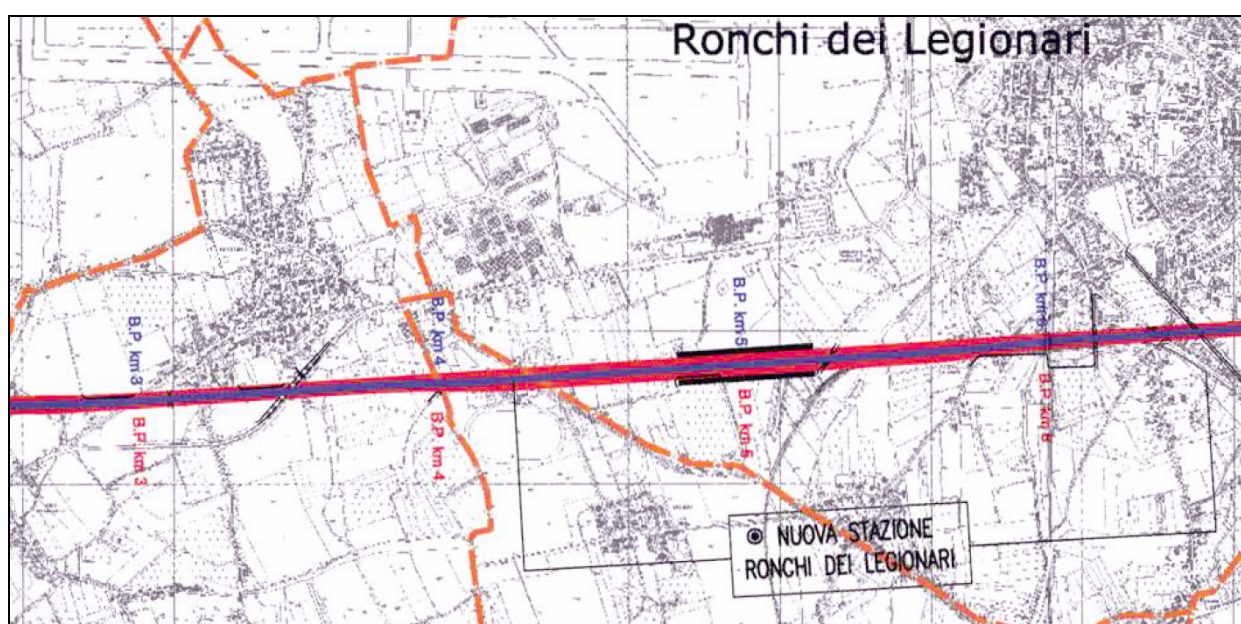 Ronchi dei Legionari
B.P. km 3
B.P. km 4
B.P. km 5
B.P. km 6
B.P. km 3
B.P. km 4
B.P. km 5
B.P. km 6
NUOVA STAZIONE
RONCHI DEI LEGIONARI